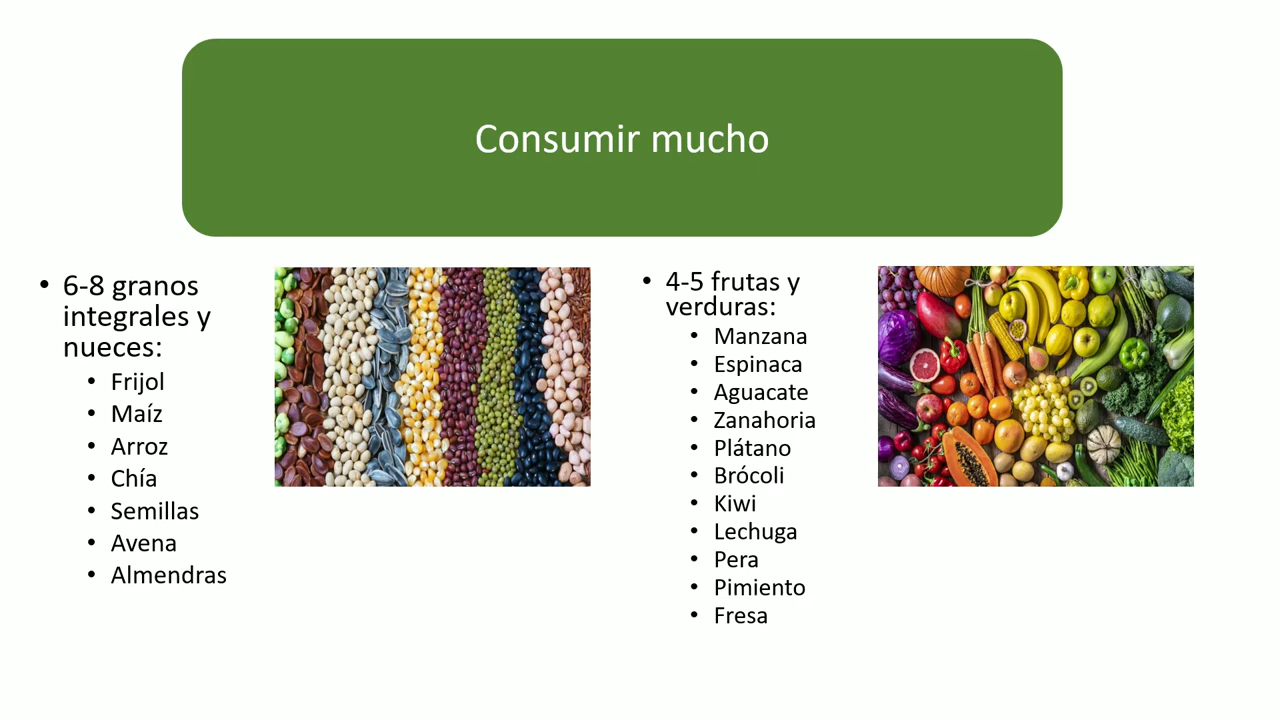 Consumir mucho
• 6-8 granos
integrales y
nueces:
• Frijol
• Maíz
• Arroz
• Chía
• Semillas
• Avena
• Almendras
• 4-5 frutas y
verduras:
• Manzana
• Espinaca
• Aguacate
• Zanahoria
• Plátano
• Brócoli
• Kiwi
• Lechuga
• Pera
• Pimiento
• Fresa